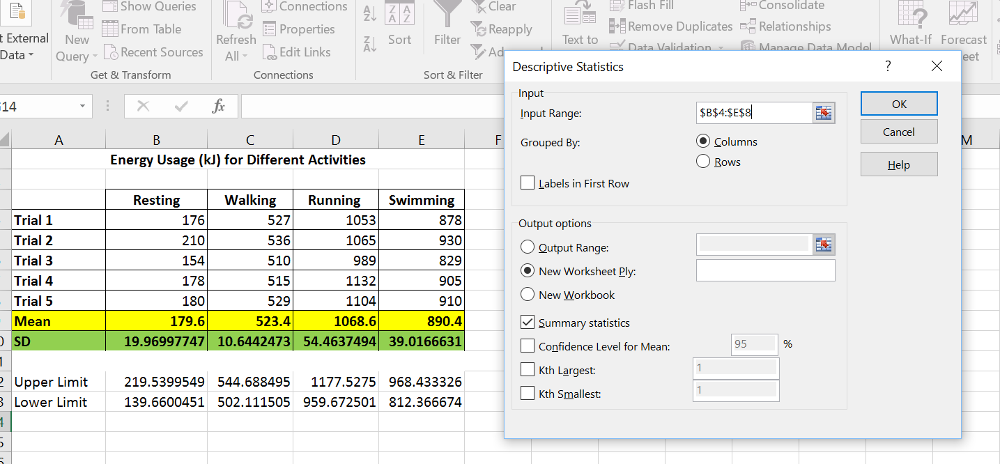 Show Queries
From Table
Recent Sources
t External
Data
New
Query
Get & Transform
Refresh
All
Connections
Properties
Edit Links
Connections
Sort
Filter
Clear
Reapply
Sort & Filter
Text to
Flash Fill
Remove Duplicates
Data Validation
Consolidate
Relationships
Manage Data Model
What-If
Forecast
eet
14
fx
A B C D E F M
Energy Usage (kJ) for Different Activities
Resting Walking Running Swimming
Trial 1 176 527 1053 878
Trial 2 210 536 1065 930
Trial 3 154 510 989 829
Trial 4 178 515 1132 905
Trial 5 180 529 1104 910
Mean 179.6 523.4 1068.6 890.4
SD 19.96997747 10.6442473 54.4637494 39.0166631
Upper Limit 219.5399549 544.688495 1177.5275 968.433326
Lower Limit 139.6600451 502.111505 959.672501 812.366674
Descriptive Statistics ?
Input
Input Range: $B$4:$E$8
Grouped By: Columns
Rows
Labels in First Row
OK
Cancel
Help
Output options
Output Range:
New Worksheet Ply:
New Workbook
Summary statistics
Confidence Level for Mean: 95 %
Kth Largest: 1
Kth Smallest: 1